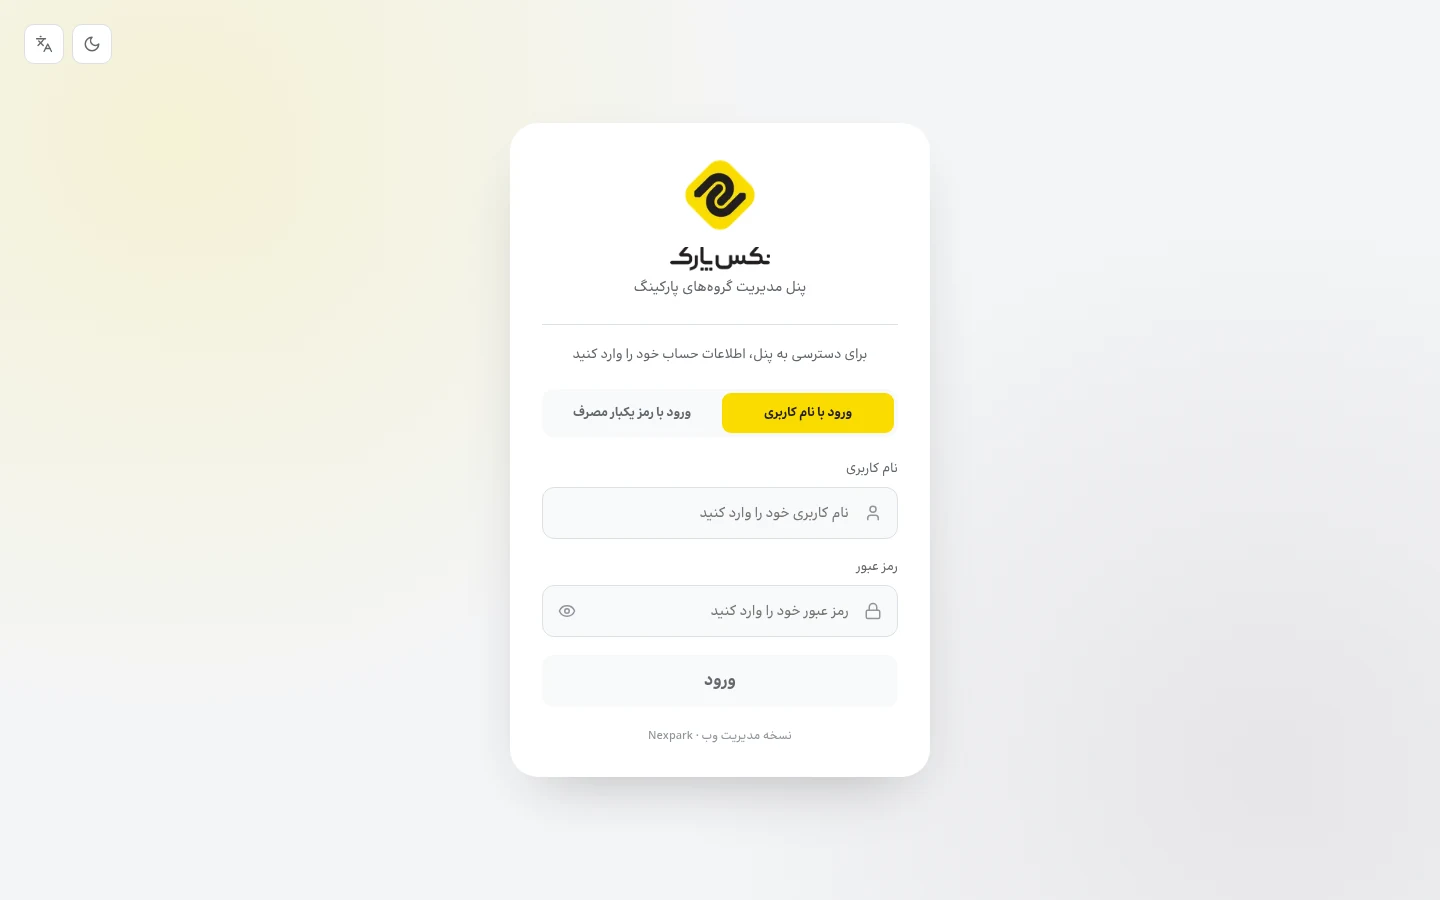 نکس پارک
پنل مدیریت گروه‌های پارکینگ
برای دسترسی به پنل، اطلاعات حساب خود را وارد کنید
ورود با نام کاربری
ورود با رمز یکبار مصرف
نام کاربری
نام کاربری خود را وارد کنید
رمز عبور
رمز عبور خود را وارد کنید
ورود
نسخه مدیریت وب · Nexpark